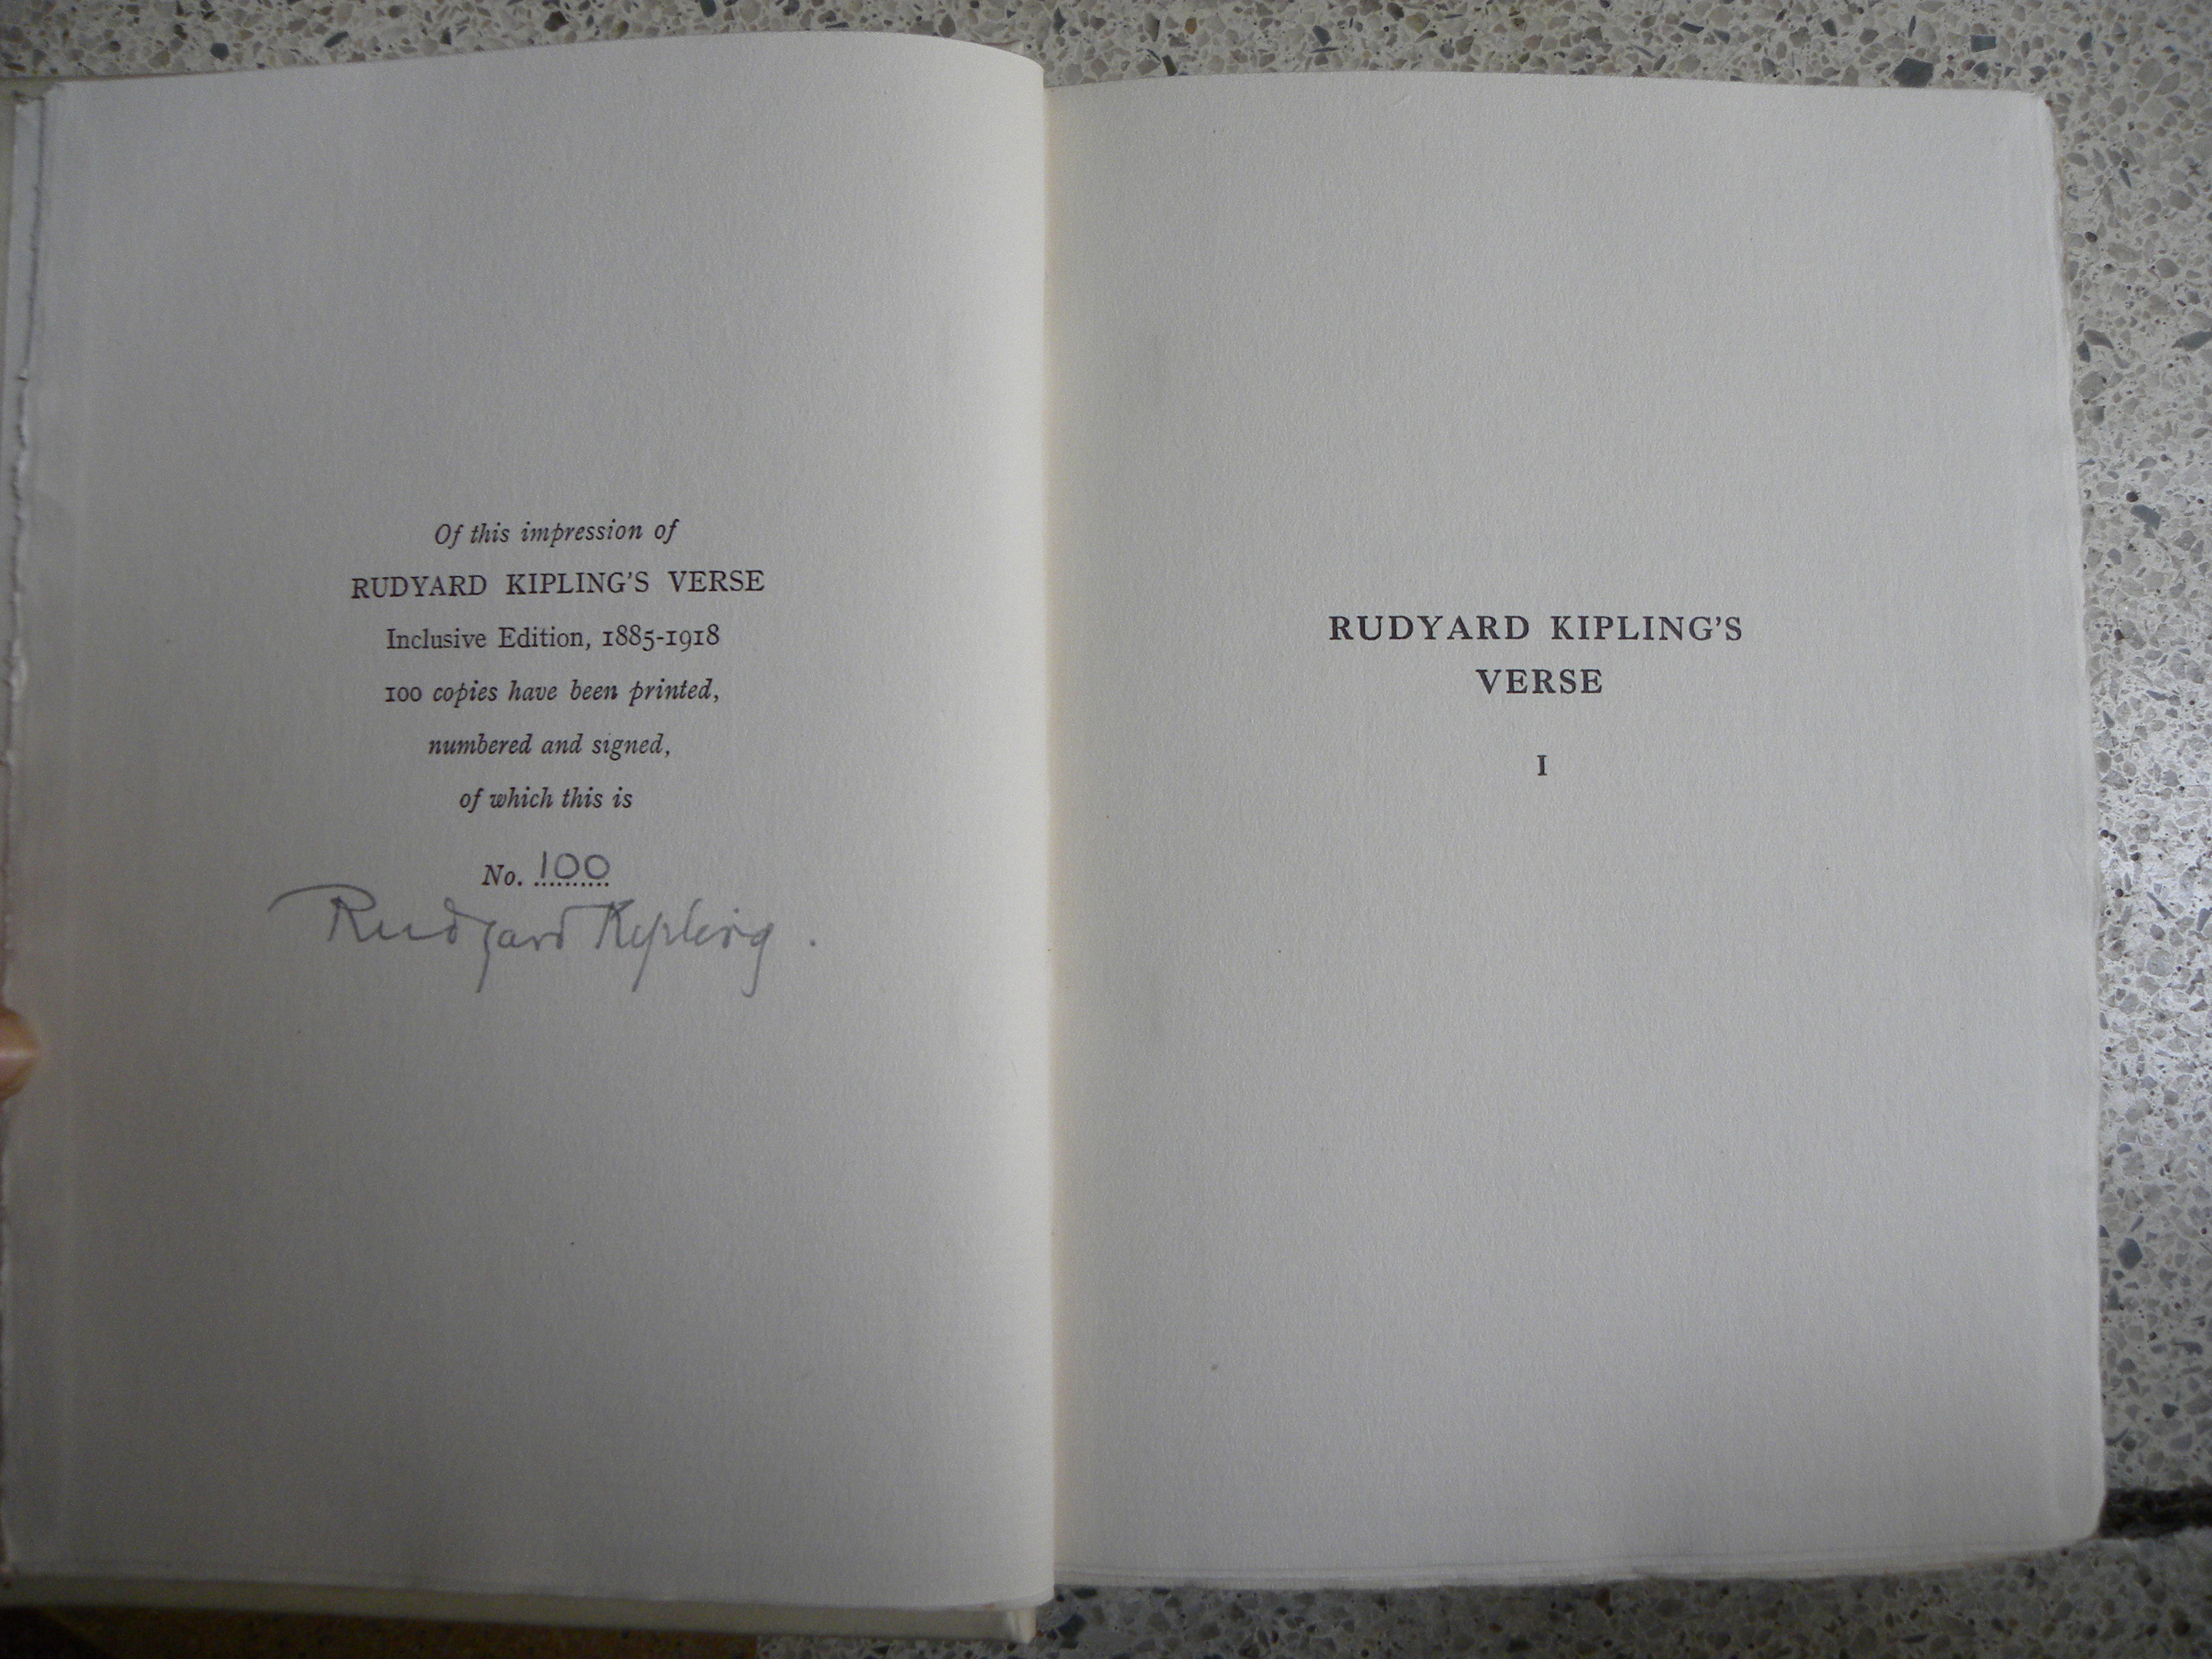 Of this impression of
RUDYARD KIPLING'S VERSE
Inclusive Edition, 1885-1918
100 copies have been printed,
numbered and signed,
of which this is
No. 100
Rudyard Kipling.
RUDYARD KIPLING'S
VERSE
I